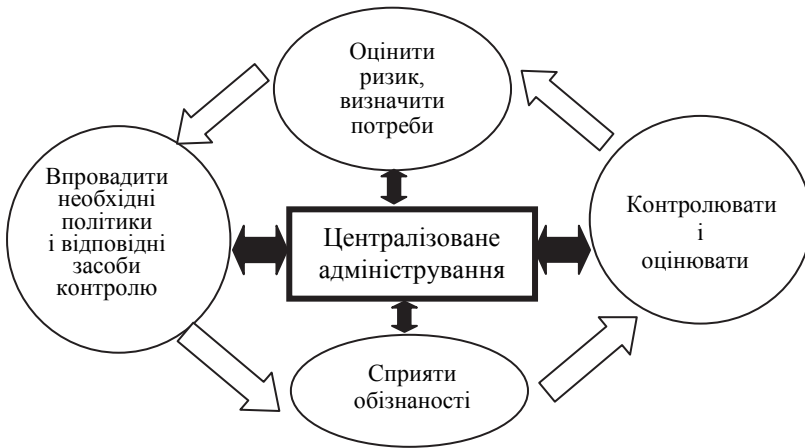 Оцінити
ризик,
визначити
потреби
Впровадити
необхідні
політики
і відповідні
засоби
контролю
Централізоване
адміністрування
Контролювати
і
оцінювати
Сприяти
обізнаності